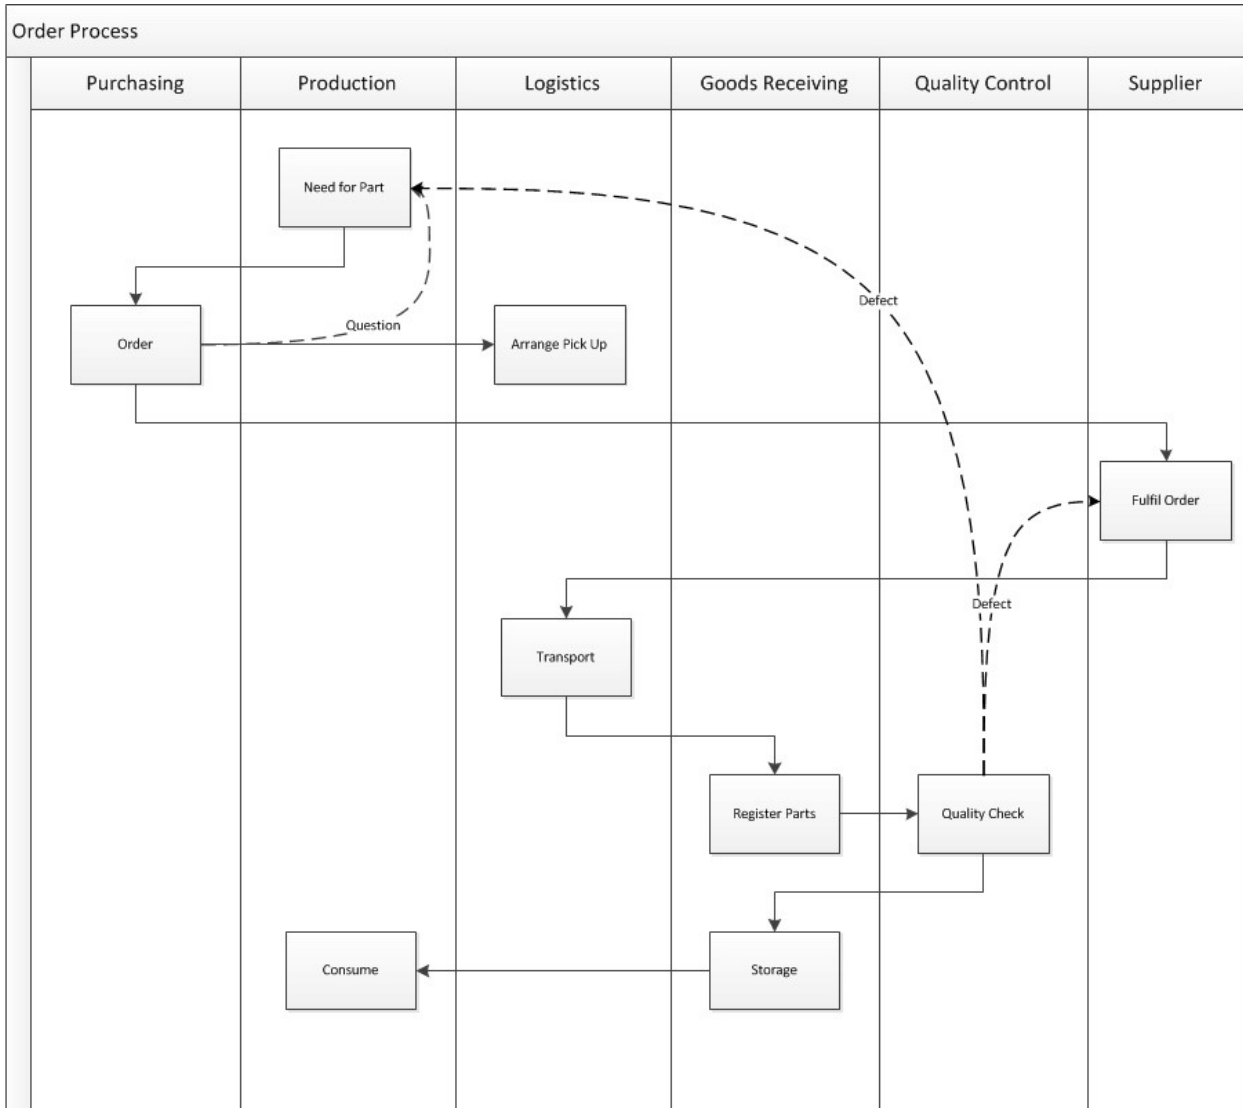 Order Process
Purchasing
Production
Logistics
Goods Receiving
Quality Control
Supplier
Need for Part
Defect
Question
Order
Arrange Pick Up
Fulfil Order
Defect
Transport
Register Parts
Quality Check
Consume
Storage